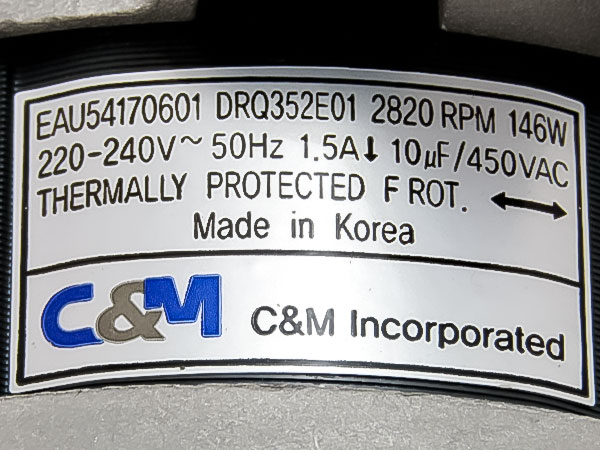 EAU54170601 DRQ352E01 2820 RPM 146W
220-240V~ 50Hz 1.5A⬇ 10µF/450VAC
THERMALLY PROTECTED F ROT. ↔
Made in Korea
C&M C&M Incorporated